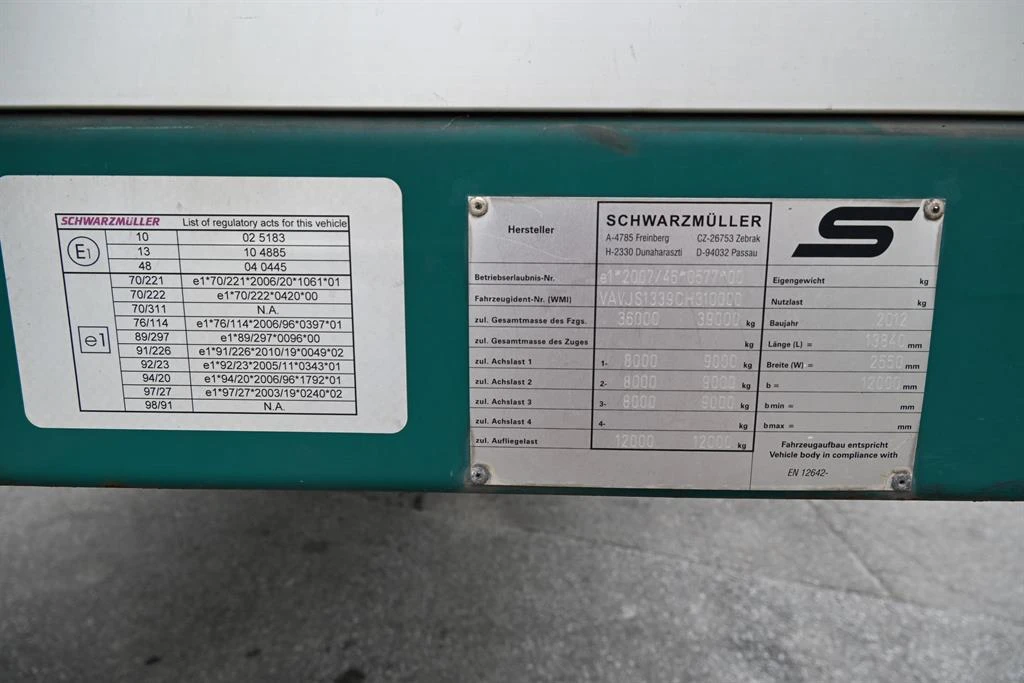 SCHWARZMÜLLER List of regulatory acts for this vehicle
E1
10 02 5183
13 10 4885
48 04 0445
e1
70/221 e1*70/221*2006/20*1061*01
70/222 e1*70/222*0420*00
70/311 N.A.
76/114 e1*76/114*2006/96*0397*01
89/297 e1*89/297*0096*00
91/226 e1*91/226*2010/19*0049*02
92/23 e1*92/23*2005/11*0343*01
94/20 e1*94/20*2006/96*1792*01
97/27 e1*97/27*2003/19*0240*02
98/91 N.A.
Hersteller
SCHWARZMÜLLER
A-4785 Freinberg CZ-26753 Zebrak
H-2330 Dunaharaszti D-94032 Passau
S
Betriebserlaubnis-Nr. e1*2007/46*0577*00
Fahrzeugident-Nr. (WMI) VAVJS1339CH310000
zul. Gesamtmasse des Fzgs. 36000 39000 kg
zul. Gesamtmasse des Zuges kg
zul. Achslast 1 1- 8000 9000 kg
zul. Achslast 2 2- 8000 9000 kg
zul. Achslast 3 3- 8000 9000 kg
zul. Achslast 4 4- kg
zul. Aufliegelast 12000 12000 kg
Eigengewicht kg
Nutzlast kg
Baujahr 2012
Länge (L) = 13840 mm
Breite (W) = 2550 mm
b = 12000 mm
bmin = mm
bmax = mm
Fahrzeugaufbau entspricht
Vehicle body in compliance with
EN 12642-